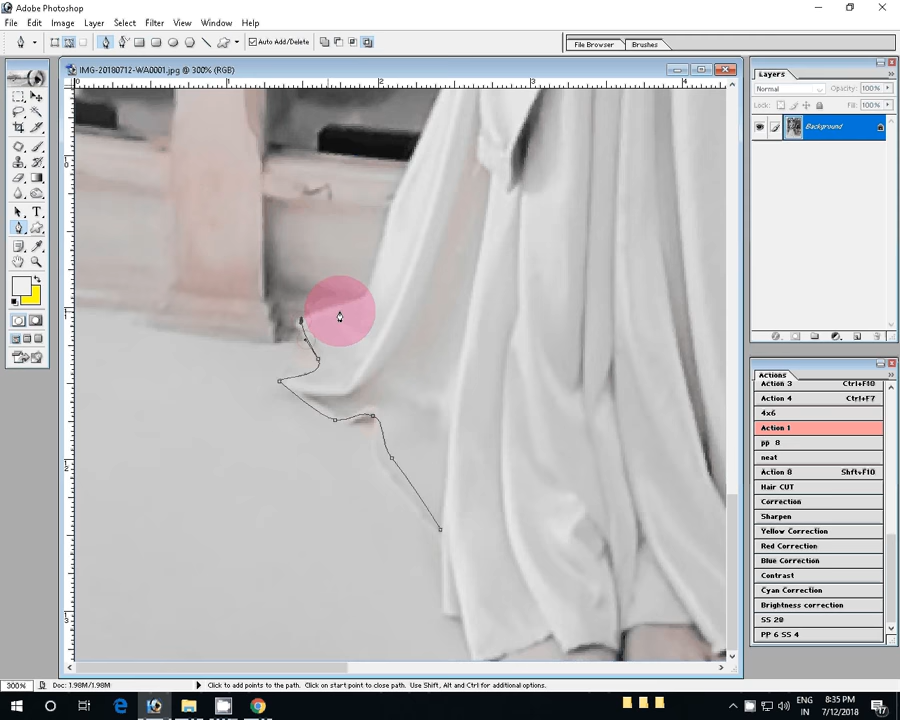 Adobe Photoshop
File Edit Image Layer Select Filter View Window Help
Auto Add/Delete
File Browser Brushes
IMG-20180712-WA0001.jpg @ 300% (RGB)
Layers
Normal Opacity: 100%
Lock: Fill: 100%
Background
Actions
Action 3 Ctrl+F10
Action 4 Ctrl+F7
4x6
Action 1
pp 8
neat
Action 8 Shft+F10
Hair CUT
Correction
Sharpen
Yellow Correction
Red Correction
Blue Correction
Contrast
Cyan Correction
Brightness correction
SS 20
PP 6 SS 4
300% Doc: 1.98M/1.98M Click to add points to the path. Click on start point to close path. Use Shift, Alt and Ctrl for additional options.
ENG
IN
8:35 PM
7/12/2018
17